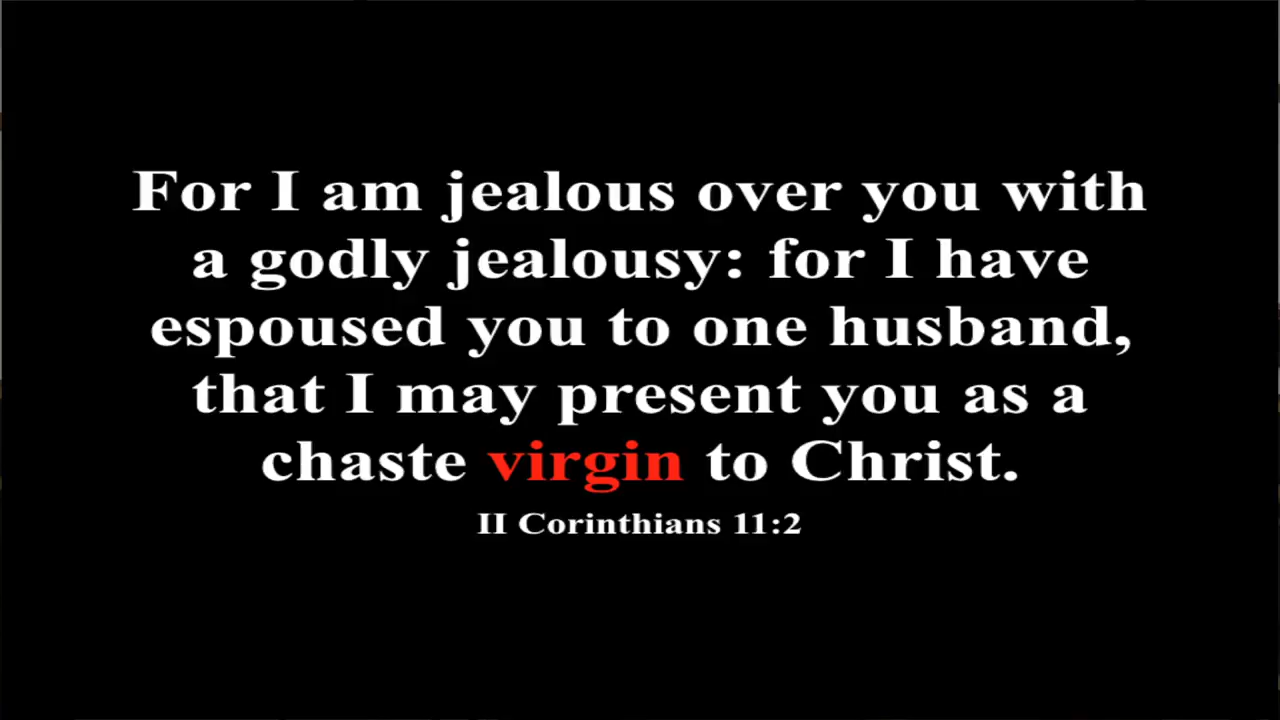 For I am jealous over you with
a godly jealousy: for I have
espoused you to one husband,
that I may present you as a
chaste virgin to Christ.
II Corinthians 11:2